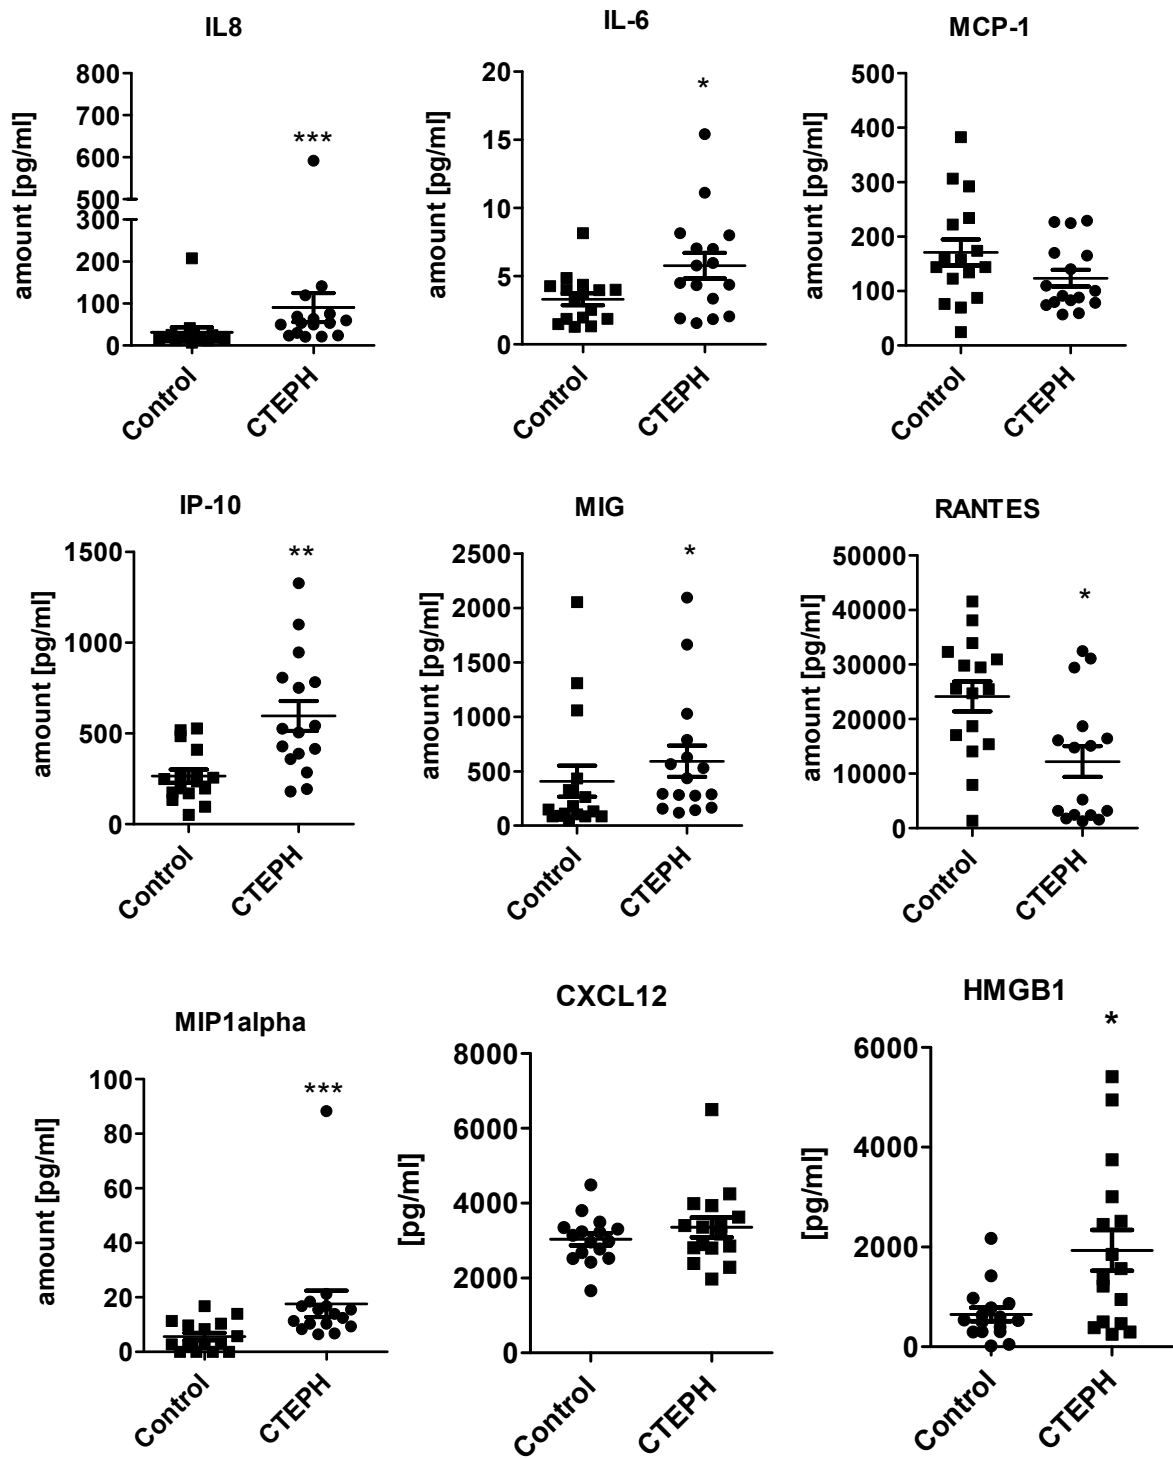 IL8
amount [pg/ml]
800
700
600
500
300
200
100
0
***
Control
CTEPH
IL-6
amount [pg/ml]
20
15
10
5
0
*
Control
CTEPH
MCP-1
amount [pg/ml]
500
400
300
200
100
0
Control
CTEPH
IP-10
amount [pg/ml]
1500
1000
500
0
**
Control
CTEPH
MIG
amount [pg/ml]
2500
2000
1500
1000
500
0
*
Control
CTEPH
RANTES
amount [pg/ml]
50000
40000
30000
20000
10000
0
*
Control
CTEPH
MIP1alpha
amount [pg/ml]
100
80
60
40
20
0
***
Control
CTEPH
CXCL12
[pg/ml]
8000
6000
4000
2000
0
Control
CTEPH
HMGB1
[pg/ml]
6000
4000
2000
0
*
Control
CTEPH